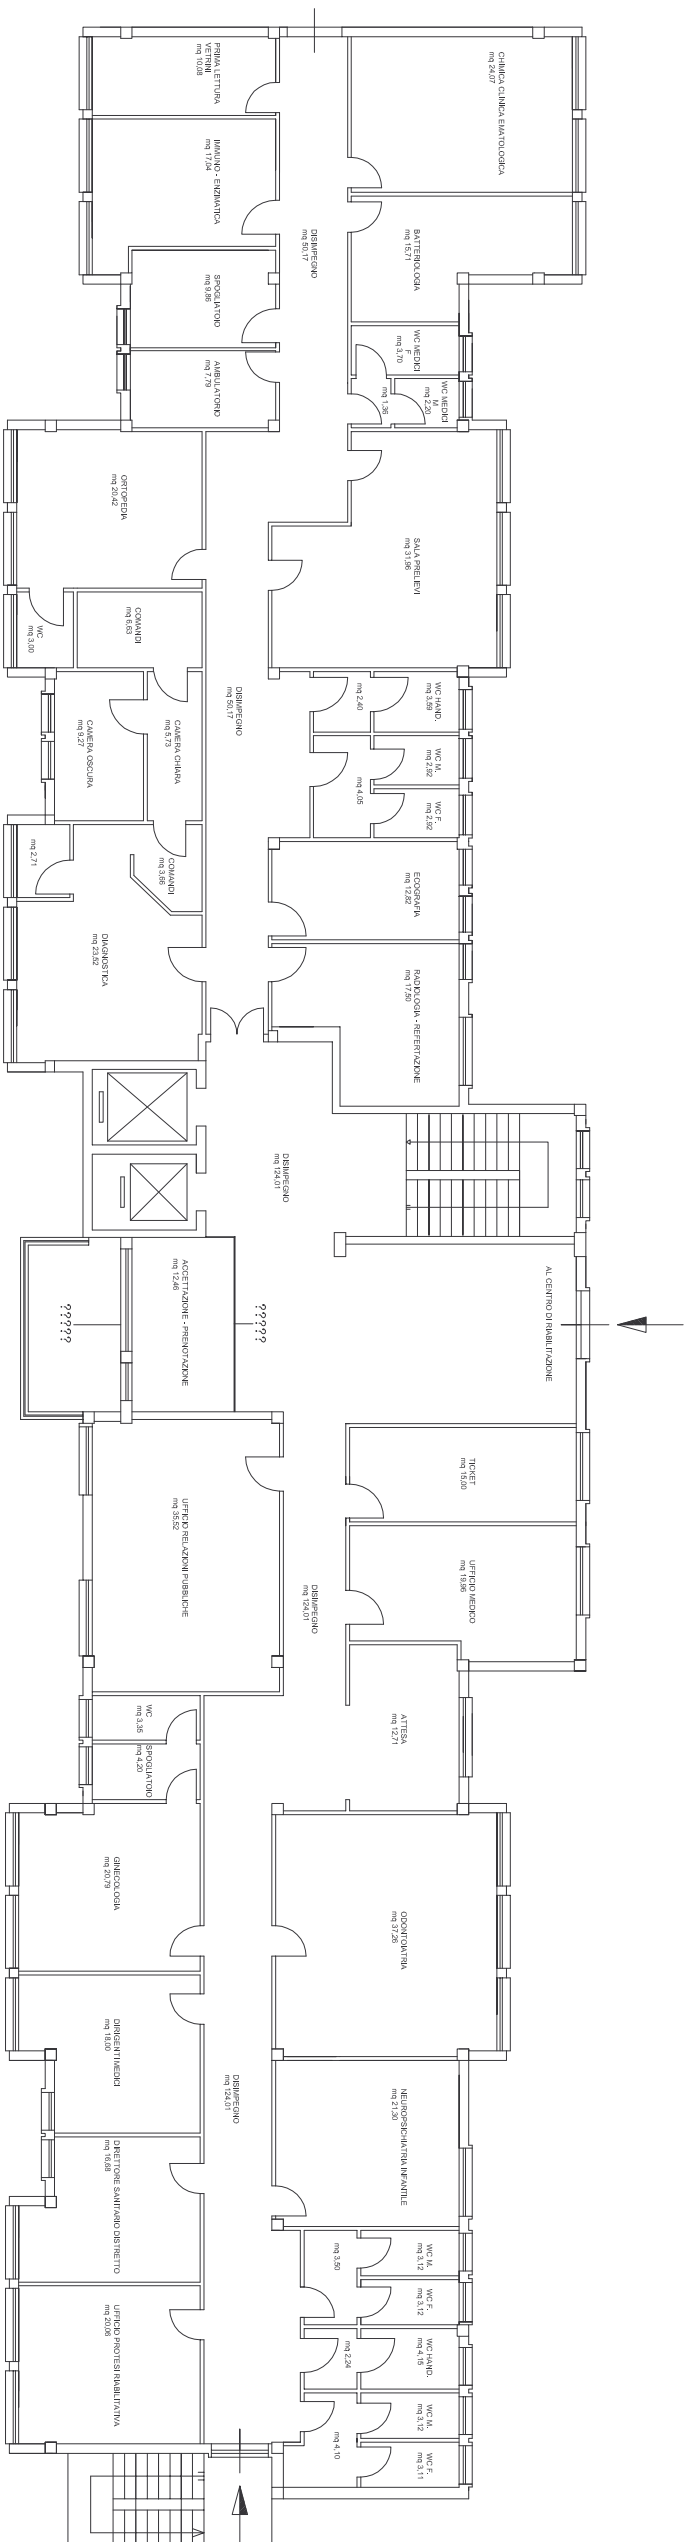 PRIMA LETTURA
VETRINI
mq 10,08
CHIMICA CLINICA EMATOLOGICA
mq 24,07
IMMUNO - ENZIMATICA
mq 17,04
DISIMPEGNO
mq 50,17
BATTERIOLOGIA
mq 15,71
SPOGLIATOIO
mq 9,86
AMBULATORIO
mq 7,79
WC MEDICI
F
mq 3,70
WC MEDICI
M
mq 2,20
mq 1,36
ORTOPEDIA
mq 20,42
SALA PRELIEVI
mq 31,96
WC
mq 3,00
COMANDI
mq 6,63
DISIMPEGNO
mq 50,17
mq 2,40
WC HAND.
mq 3,59
CAMERA OSCURA
mq 9,27
CAMERA CHIARA
mq 5,73
mq 4,05
WC M.
mq 2,92
WC F.
mq 2,92
mq 2,71
COMANDI
mq 3,66
ECOGRAFIA
mq 12,82
DIAGNOSTICA
mq 23,52
RADIOLOGIA - REFERTAZIONE
mq 17,50
DISIMPEGNO
mq 124,01
ACCETTAZIONE - PRENOTAZIONE
mq 12,46
?????
?????
AL CENTRO DI RIABILITAZIONE
TICKET
mq 15,00
UFFICIO RELAZIONI PUBBLICHE
mq 35,52
DISIMPEGNO
mq 124,01
UFFICIO MEDICO
mq 19,96
WC
mq 3,35
SPOGLIATOIO
mq 4,20
ATTESA
mq 12,71
GINECOLOGIA
mq 20,79
ODONTOIATRIA
mq 37,26
DIRIGENTI MEDICI
mq 18,00
DISIMPEGNO
mq 124,01
NEUROPSICHIATRIA INFANTILE
mq 21,30
DIRETTORE SANITARIO DISTRETTO
mq 16,68
mq 3,50
WC M.
mq 3,12
WC F.
mq 3,12
UFFICIO PROTESI RIABILITATIVA
mq 20,06
mq 2,24
WC HAND.
mq 4,15
mq 4,10
WC M.
mq 3,12
WC F.
mq 3,11